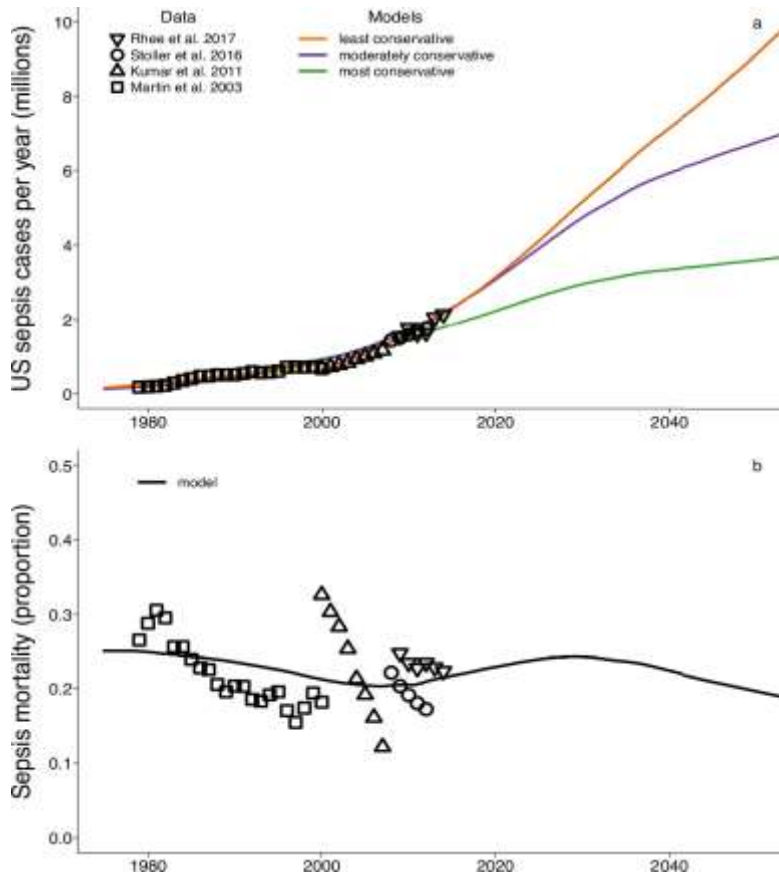 Data Models a
Rhee et al. 2017 least conservative
Stoller et al. 2016 moderately conservative
Kumar et al. 2011 most conservative
Martin et al. 2003
US sepsis cases per year (millions)
10
8
6
4
2
0
1980 2000 2020 2040
b
model
Sepsis mortality (proportion)
0.5
0.4
0.3
0.2
0.1
0.0
1980 2000 2020 2040